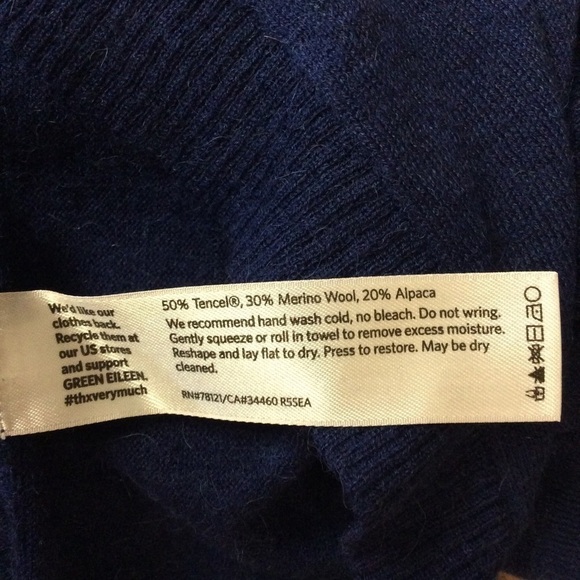 We'd like our
clothes back.
Recycle them at
our US stores
and support
GREEN EILEEN.
#thxverymuch
50% Tencel®, 30% Merino Wool, 20% Alpaca
We recommend hand wash cold, no bleach. Do not wring.
Gently squeeze or roll in towel to remove excess moisture.
Reshape and lay flat to dry. Press to restore. May be dry
cleaned.
RN#78121/CA#34460 R5SEA